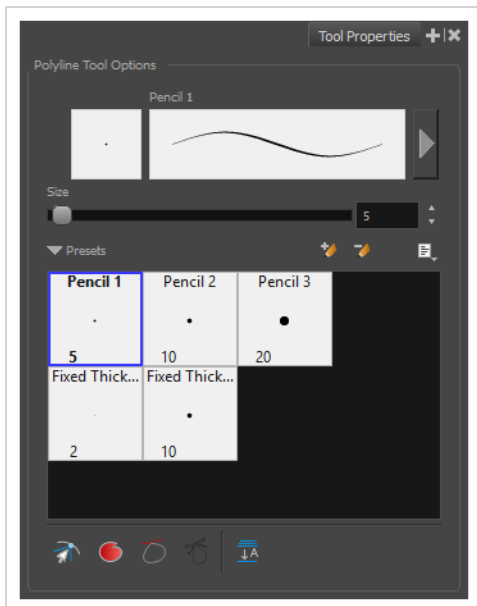 Tool Properties
Polyline Tool Options
Pencil 1
Size
5
Presets
Pencil 1 Pencil 2 Pencil 3
5 10 20
Fixed Thick... Fixed Thick...
2 10
A